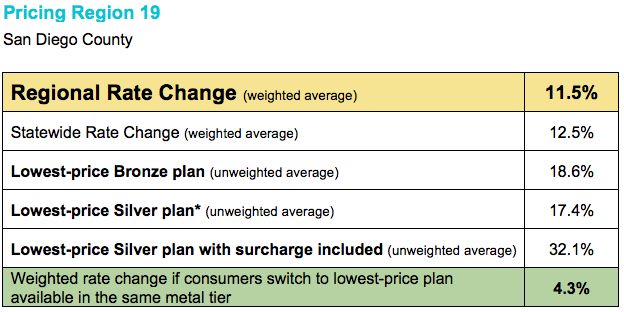 Pricing Region 19
San Diego County
Regional Rate Change (weighted average) 11.5%
Statewide Rate Change (weighted average) 12.5%
Lowest-price Bronze plan (unweighted average) 18.6%
Lowest-price Silver plan* (unweighted average) 17.4%
Lowest-price Silver plan with surcharge included (unweighted average) 32.1%
Weighted rate change if consumers switch to lowest-price plan
available in the same metal tier 4.3%